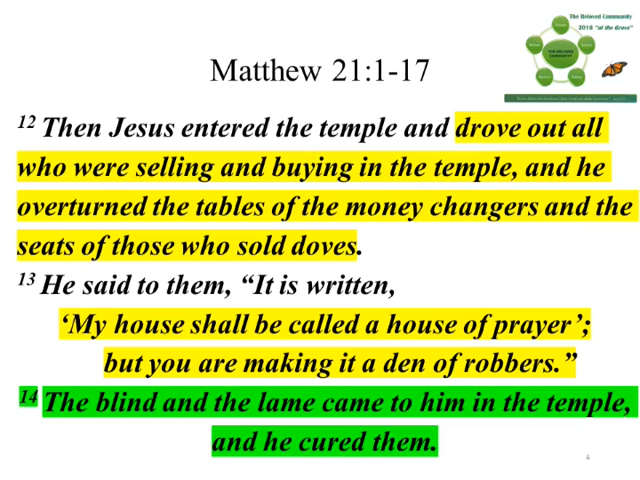 The Beloved Community
2016 "at the Grove"
THE BELOVED
COMMUNITY
Matthew 21:1-17
12 Then Jesus entered the temple and drove out all
who were selling and buying in the temple, and he
overturned the tables of the money changers and the
seats of those who sold doves.
13 He said to them, “It is written,
‘My house shall be called a house of prayer’;
but you are making it a den of robbers.”
14 The blind and the lame came to him in the temple,
and he cured them.
4